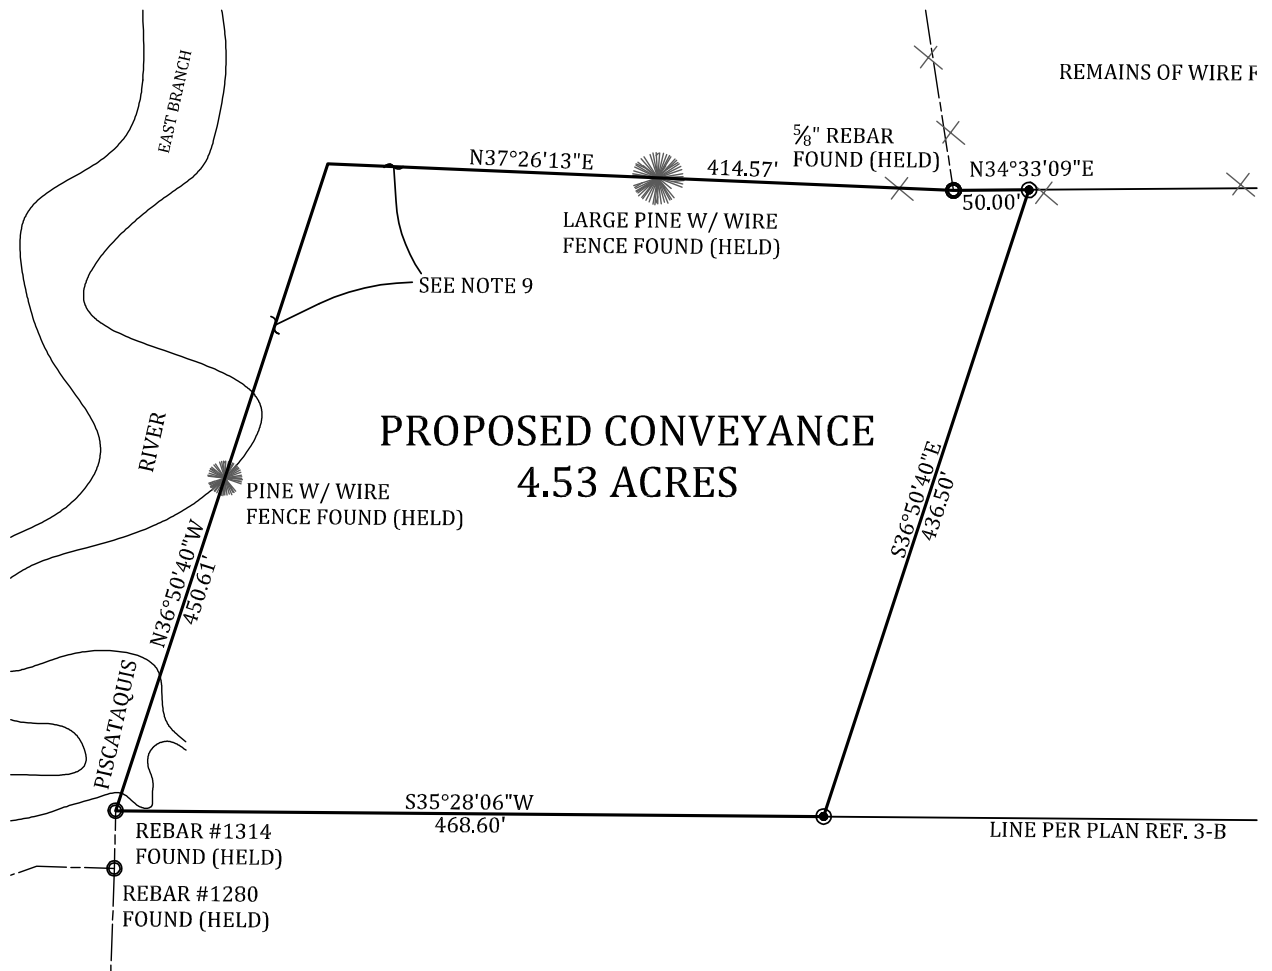 EAST BRANCH
REMAINS OF WIRE F
5/8" REBAR
FOUND (HELD)
N37°26'13"E
414.57'
N34°33'09"E
50.00'
LARGE PINE W/ WIRE
FENCE FOUND (HELD)
SEE NOTE 9
RIVER
PROPOSED CONVEYANCE
4.53 ACRES
PINE W/ WIRE
FENCE FOUND (HELD)
S36°50'40"E
436.50'
N36°50'40"W
450.61'
PISCATAQUIS
S35°28'06"W
468.60'
REBAR #1314
FOUND (HELD)
LINE PER PLAN REF. 3-B
REBAR #1280
FOUND (HELD)